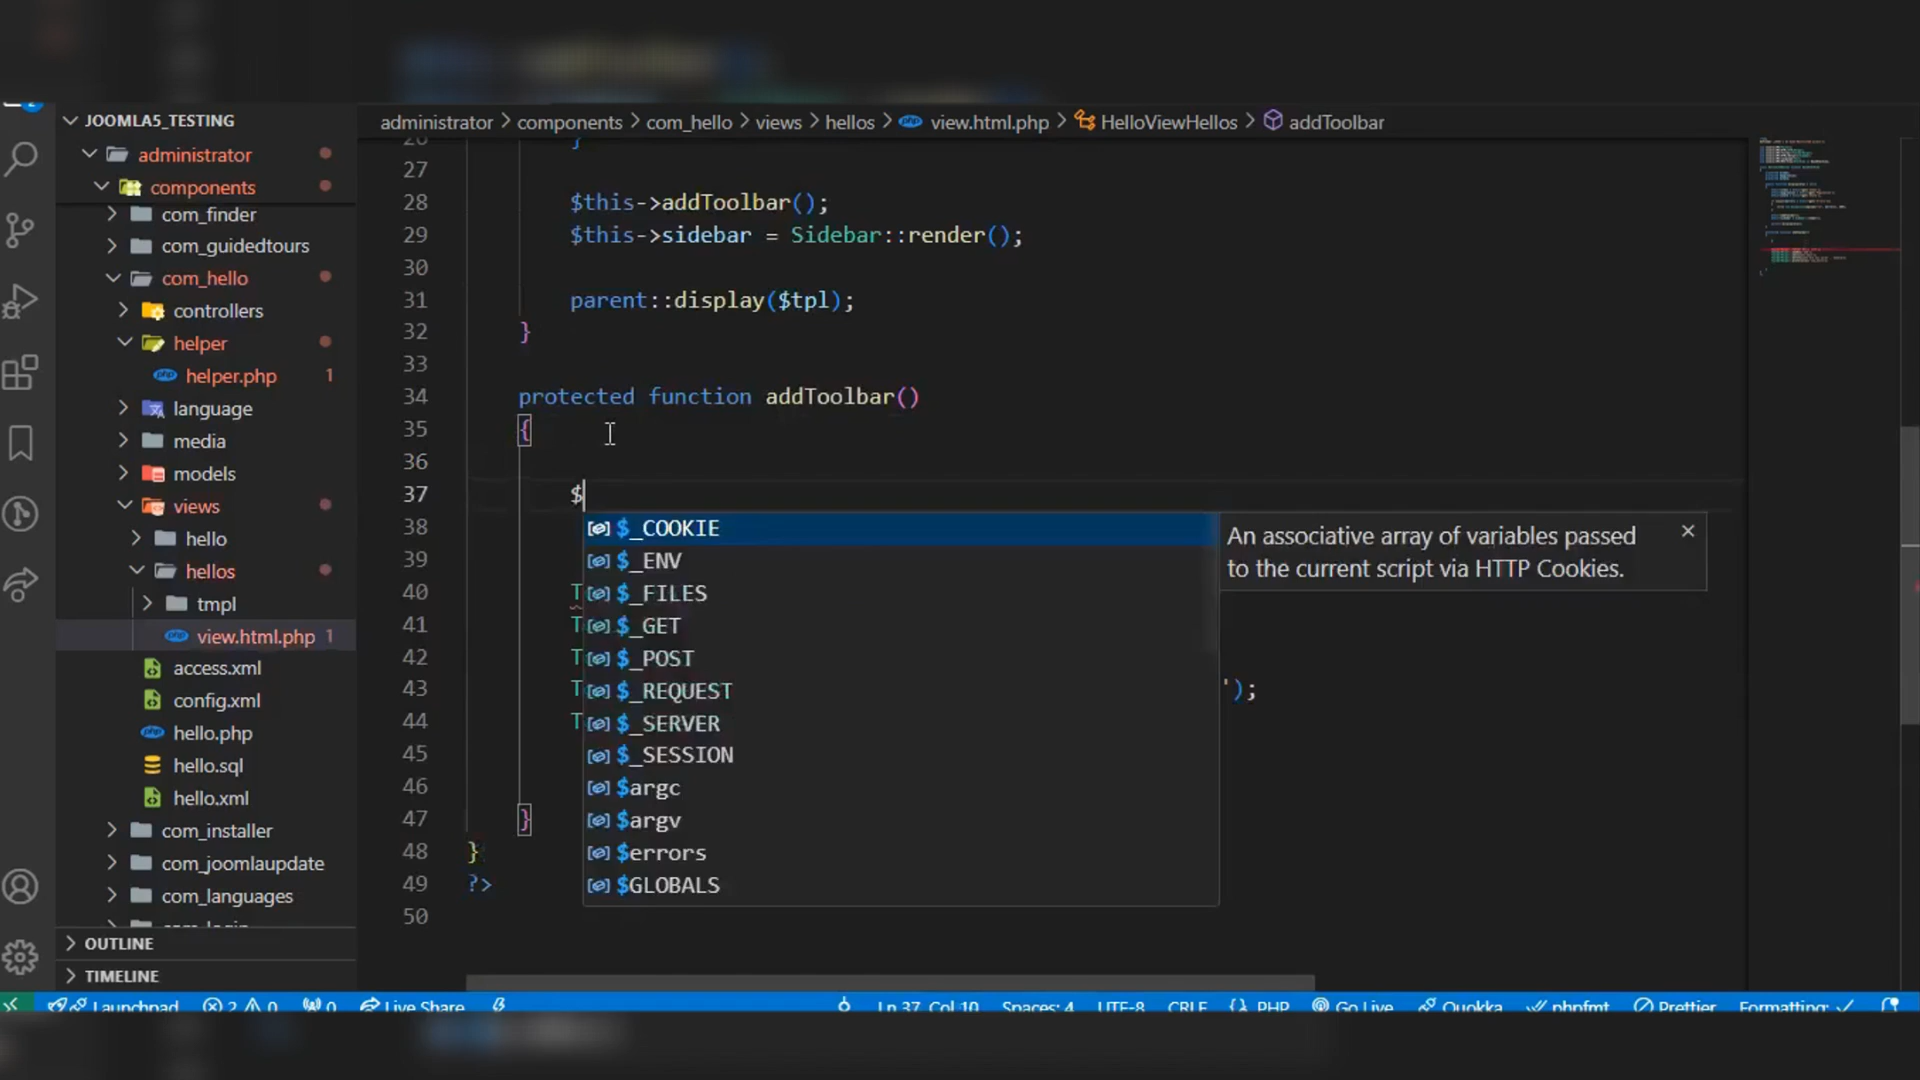 2
JOOMLA5_TESTING
administrator
components
com_finder
com_guidedtours
com_hello
controllers
helper
helper.php 1
language
media
models
views
hello
hellos
tmpl
view.html.php 1
access.xml
config.xml
hello.php
hello.sql
hello.xml
com_installer
com_joomlaupdate
com_languages
OUTLINE
TIMELINE
administrator > components > com_hello > views > hellos > view.html.php > HelloViewHellos > addToolbar
26 }
27
28 $this->addToolbar();
29 $this->sidebar = Sidebar::render();
30
31 parent::display($tpl);
32 }
33
34 protected function addToolbar()
35 {
36
37 $
38
39
40 T
41 T
42 T
43 T ');
44 T
45
46
47 }
48 }
49 ?>
50
$_COOKIE
$_ENV
$_FILES
$_GET
$_POST
$_REQUEST
$_SERVER
$_SESSION
$argc
$argv
$errors
$GLOBALS
An associative array of variables passed
to the current script via HTTP Cookies.
Launchpad 2 0 0 Live Share Ln 37, Col 10 Spaces: 4 UTF-8 CRLF {} PHP Go Live Quokka phpfmt Prettier Formatting: